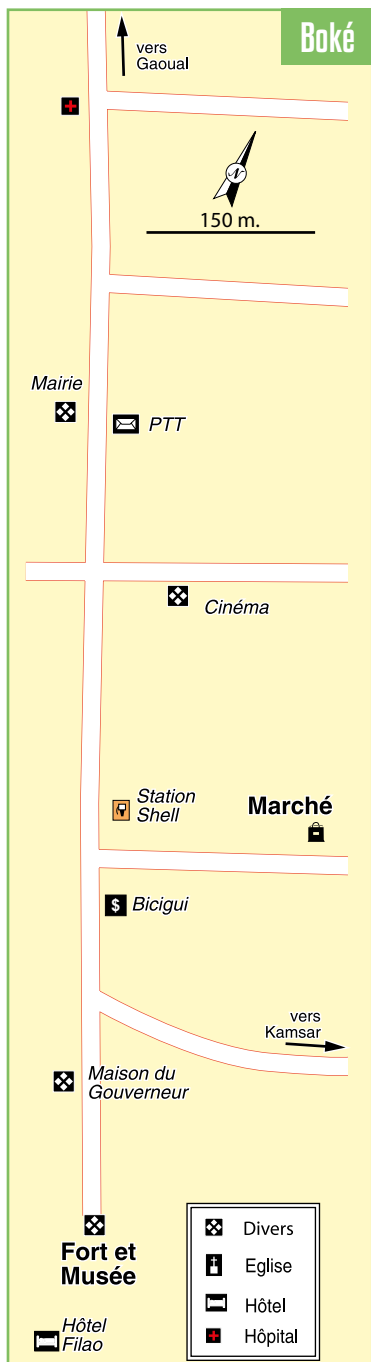 Boké
vers
Gaoual
N
150 m.
Mairie
PTT
Cinéma
Station
Shell
Marché
$ Bicigui
vers
Kamsar
Maison du
Gouverneur
Fort et
Musée
Hôtel
Filao
Divers
Eglise
Hôtel
Hôpital